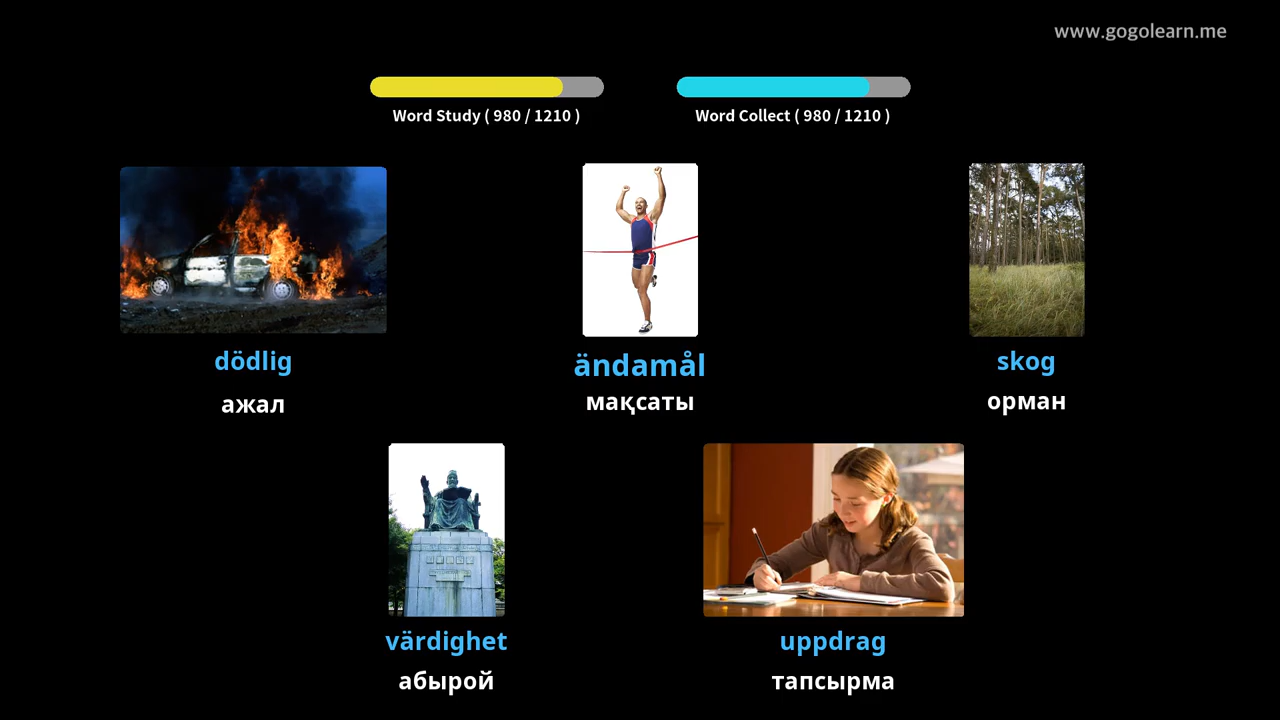 www.gogolearn.me
Word Study ( 980 / 1210 )
Word Collect ( 980 / 1210 )
dödlig
ажал
ändamål
мақсаты
skog
орман
värdighet
абырой
uppdrag
тапсырма